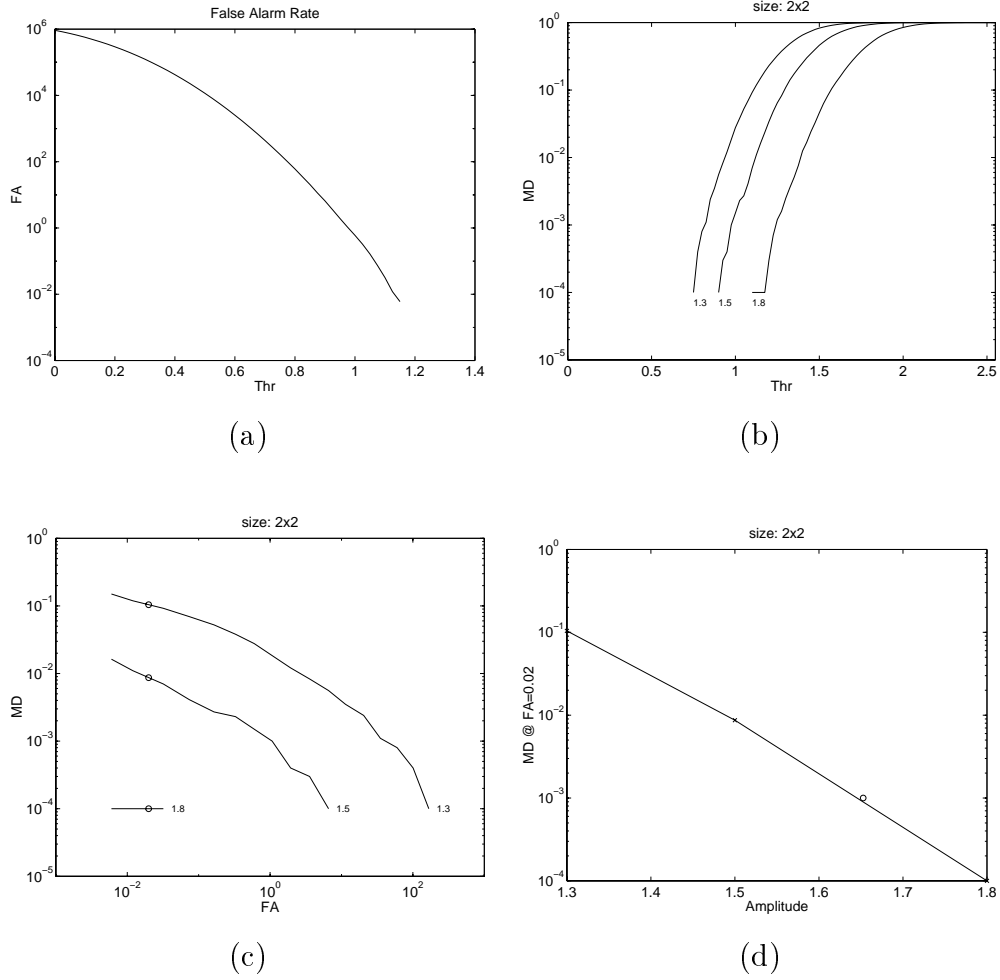 False Alarm Rate
10^6
10^4
10^2
10^0
10^-2
10^-4
FA
0 0.2 0.4 0.6 0.8 1 1.2 1.4
Thr
(a)
size: 2x2
10^0
10^-1
10^-2
10^-3
10^-4
10^-5
MD
1.3 1.5 1.8
0 0.5 1 1.5 2 2.5
Thr
(b)
size: 2x2
10^0
10^-1
10^-2
10^-3
10^-4
10^-5
MD
1.8 1.5 1.3
10^-2 10^0 10^2
FA
(c)
size: 2x2
10^0
10^-1
10^-2
10^-3
10^-4
MD @ FA=0.02
1.3 1.4 1.5 1.6 1.7 1.8
Amplitude
(d)